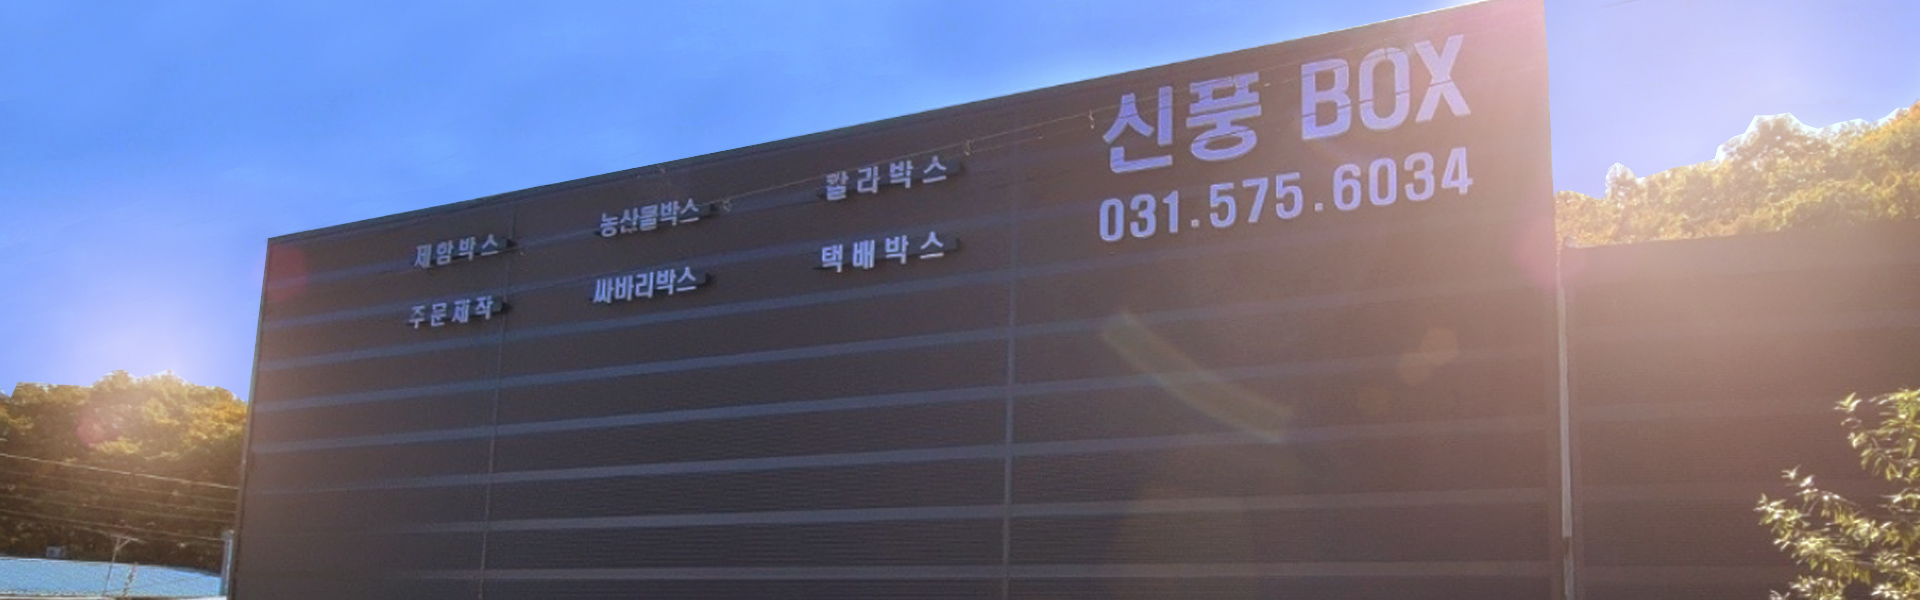 신풍 BOX
031.575.6034
제함박스
농산물박스
칼라박스
주문제작
싸바리박스
택배박스